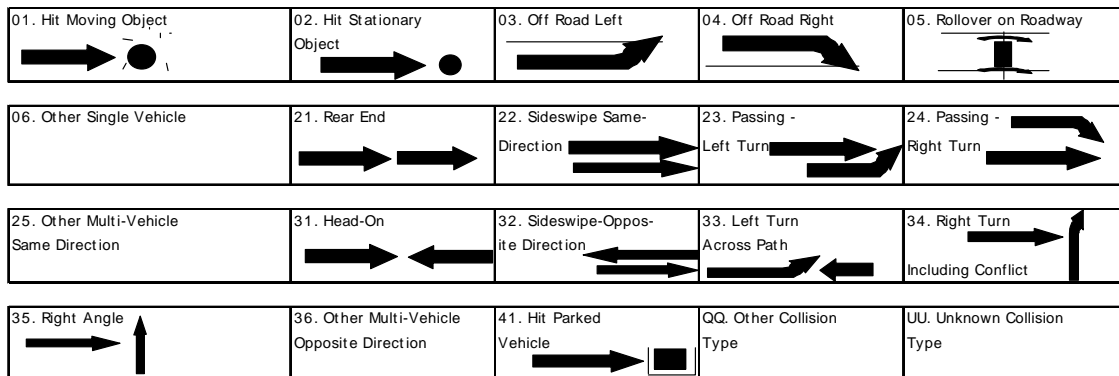 01. Hit Moving Object
02. Hit Stationary
Object
03. Off Road Left
04. Off Road Right
05. Rollover on Roadway
06. Other Single Vehicle
21. Rear End
22. Sideswipe Same-
Direction
23. Passing -
Left Turn
24. Passing -
Right Turn
25. Other Multi-Vehicle
Same Direction
31. Head-On
32. Sideswipe-Oppos-
ite Direction
33. Left Turn
Across Path
34. Right Turn
Including Conflict
35. Right Angle
36. Other Multi-Vehicle
Opposite Direction
41. Hit Parked
Vehicle
QQ. Other Collision
Type
UU. Unknown Collision
Type